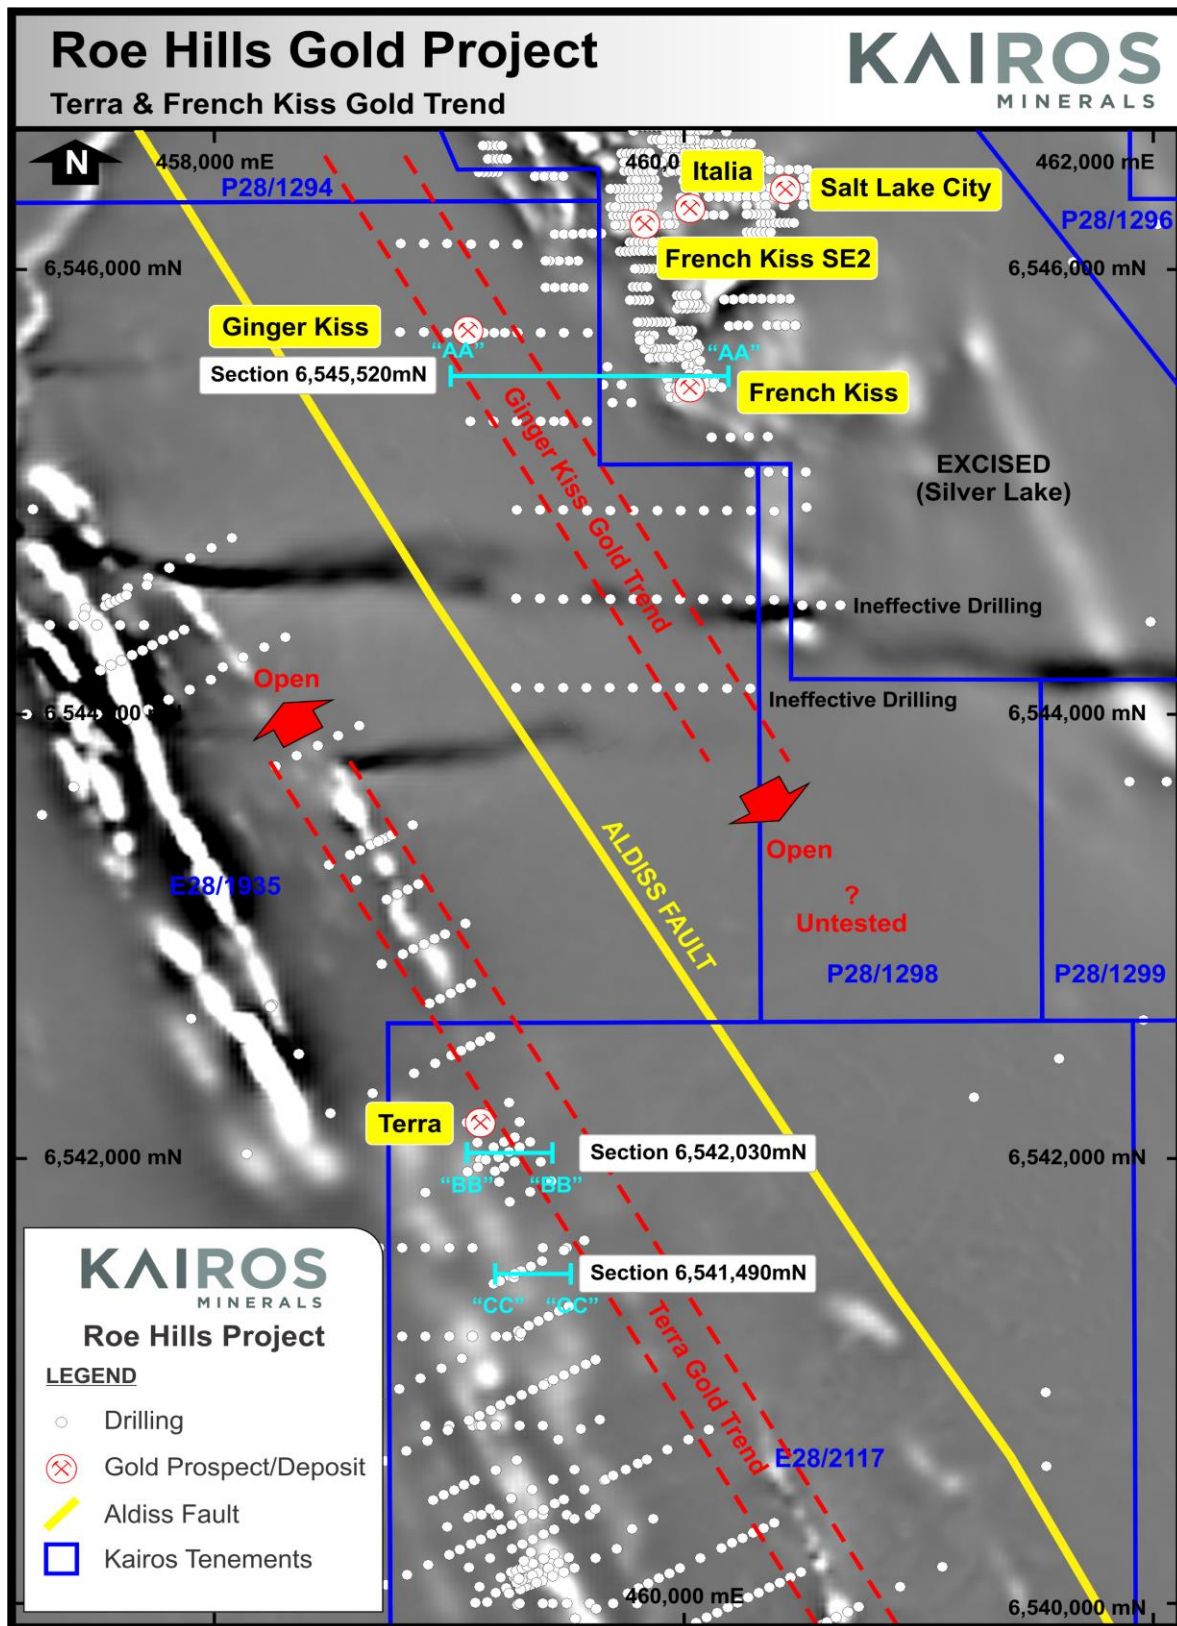 Roe Hills Gold Project
Terra & French Kiss Gold Trend
KAIROS
MINERALS
N
458,000 mE
460,0
462,000 mE
P28/1294
Italia
Salt Lake City
P28/1296
French Kiss SE2
6,546,000 mN
6,546,000 mN
Ginger Kiss
"AA"
"AA"
Section 6,545,520mN
French Kiss
Ginger Kiss Gold Trend
EXCISED
(Silver Lake)
Ineffective Drilling
Open
Ineffective Drilling
6,544,000 mN
6,544,000 mN
ALDISS FAULT
Open
?
Untested
E28/1935
P28/1298
P28/1299
Terra
Section 6,542,030mN
6,542,000 mN
6,542,000 mN
"BB"
"BB"
Section 6,541,490mN
"CC"
"CC"
Terra Gold Trend
E28/2117
KAIROS
MINERALS
Roe Hills Project
LEGEND
Drilling
Gold Prospect/Deposit
Aldiss Fault
Kairos Tenements
460,000 mE
6,540,000 mN